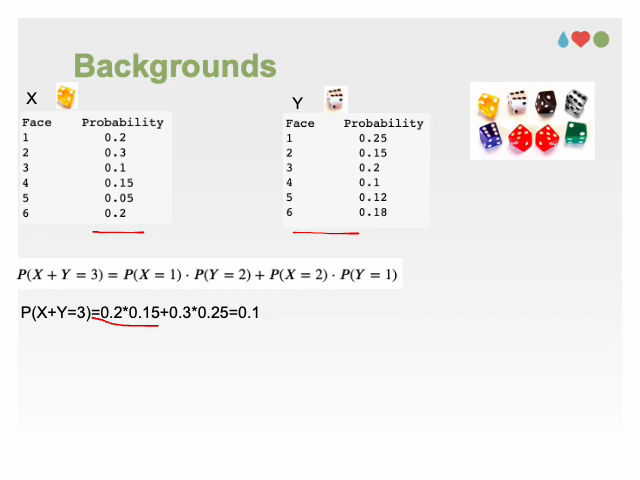 Backgrounds
X
Face Probability
1 0.2
2 0.3
3 0.1
4 0.15
5 0.05
6 0.2
Y
Face Probability
1 0.25
2 0.15
3 0.2
4 0.1
5 0.12
6 0.18
P(X + Y = 3) = P(X = 1) · P(Y = 2) + P(X = 2) · P(Y = 1)
P(X+Y=3)=0.2*0.15+0.3*0.25=0.1